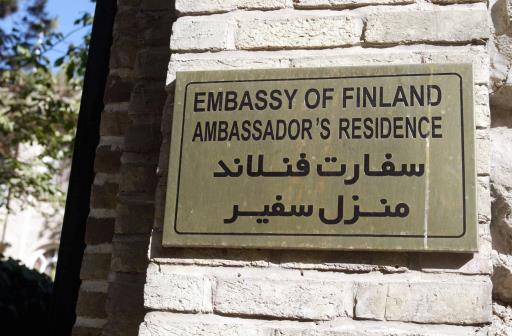 EMBASSY OF FINLAND
AMBASSADOR'S RESIDENCE
سفارت فنلاند
منزل سفیر